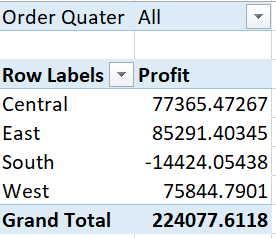 Order Quater All
Row Labels Profit
Central 77365.47267
East 85291.40345
South -14424.05438
West 75844.7901
Grand Total 224077.6118